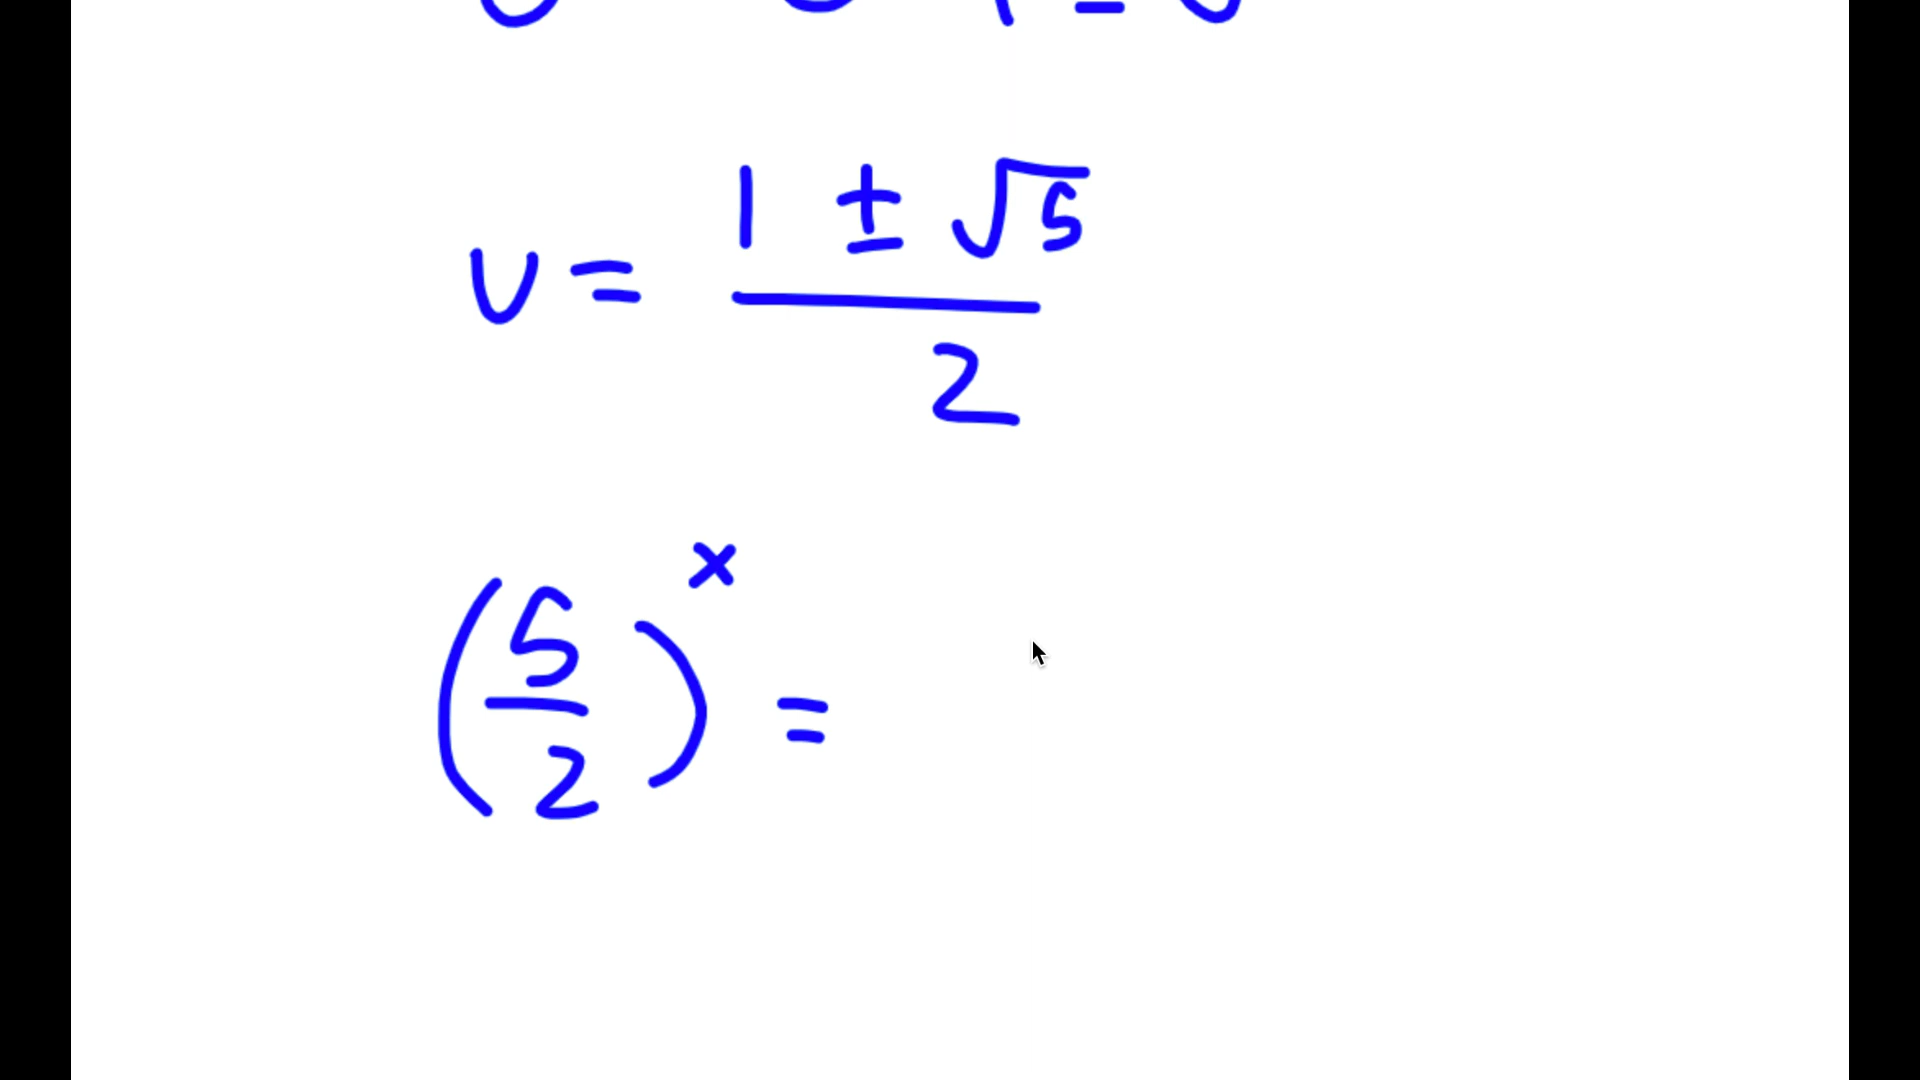 u = (1 ± √5) / 2
(5/2)^x =